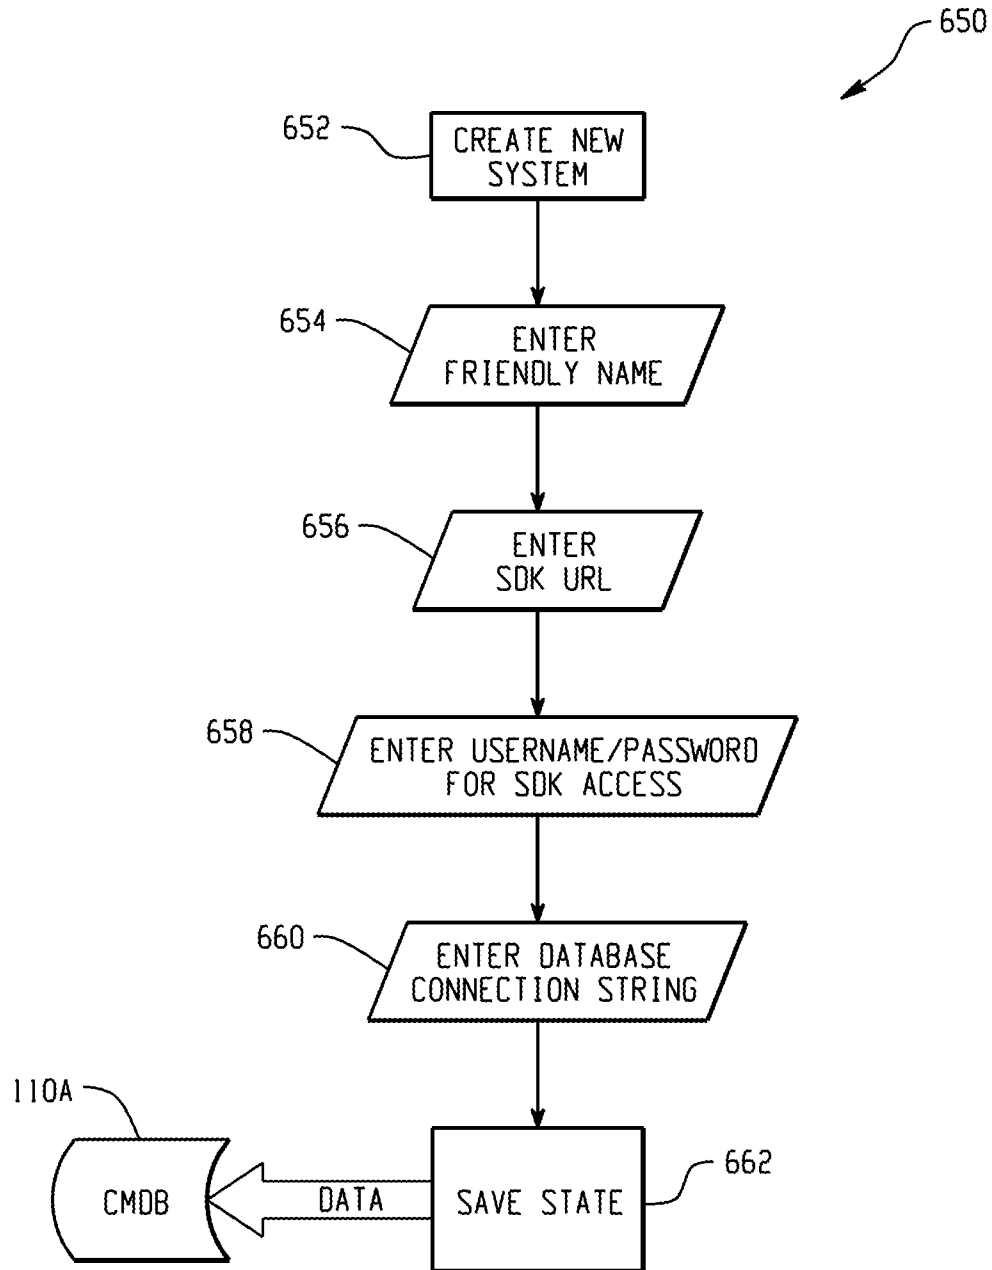 650
652
CREATE NEW
SYSTEM
654
ENTER
FRIENDLY NAME
656
ENTER
SDK URL
658
ENTER USERNAME/PASSWORD
FOR SDK ACCESS
660
ENTER DATABASE
CONNECTION STRING
110A
CMDB
DATA
SAVE STATE
662